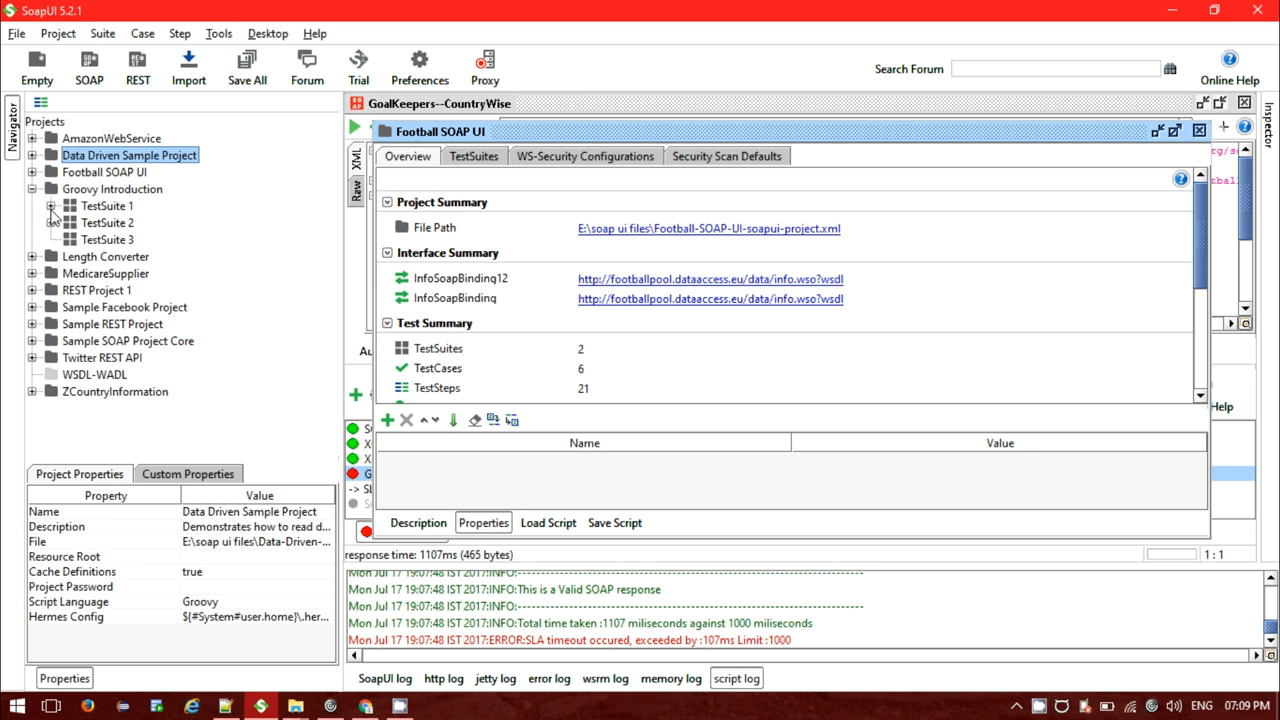 SoapUI 5.2.1
File Project Suite Case Step Tools Desktop Help
Empty SOAP REST Import Save All Forum Trial Preferences Proxy Search Forum Online Help
Navigator
Projects
AmazonWebService
Data Driven Sample Project
Football SOAP UI
Groovy Introduction
TestSuite 1
TestSuite 2
TestSuite 3
Length Converter
MedicareSupplier
REST Project 1
Sample Facebook Project
Sample REST Project
Sample SOAP Project Core
Twitter REST API
WSDL-WADL
ZCountryInformation
Project Properties Custom Properties
Property Value
Name Data Driven Sample Project
Description Demonstrates how to read d...
File E:\soap ui files\Data-Driven-...
Resource Root
Cache Definitions true
Project Password
Script Language Groovy
Hermes Config ${#System#user.home}\.her...
Properties
GoalKeepers--CountryWise
XML
Raw
Football SOAP UI
Overview TestSuites WS-Security Configurations Security Scan Defaults
Project Summary
File Path E:\soap ui files\Football-SOAP-UI-soapui-project.xml
Interface Summary
InfoSoapBinding12 http://footballpool.dataaccess.eu/data/info.wso?wsdl
InfoSoapBinding http://footballpool.dataaccess.eu/data/info.wso?wsdl
Test Summary
TestSuites 2
TestCases 6
TestSteps 21
Name Value
Description Properties Load Script Save Script
Inspector
response time: 1107ms (465 bytes) 1 : 1
Mon Jul 17 19:07:48 IST 2017:INFO:----------------------------------------------------------------
Mon Jul 17 19:07:48 IST 2017:INFO:This is a Valid SOAP response
Mon Jul 17 19:07:48 IST 2017:INFO:----------------------------------------------------------------
Mon Jul 17 19:07:48 IST 2017:INFO:Total time taken :1107 miliseconds against 1000 miliseconds
Mon Jul 17 19:07:48 IST 2017:ERROR:SLA timeout occured, exceeded by :107ms Limit :1000
SoapUI log http log jetty log error log wsrm log memory log script log
ENG 07:09 PM